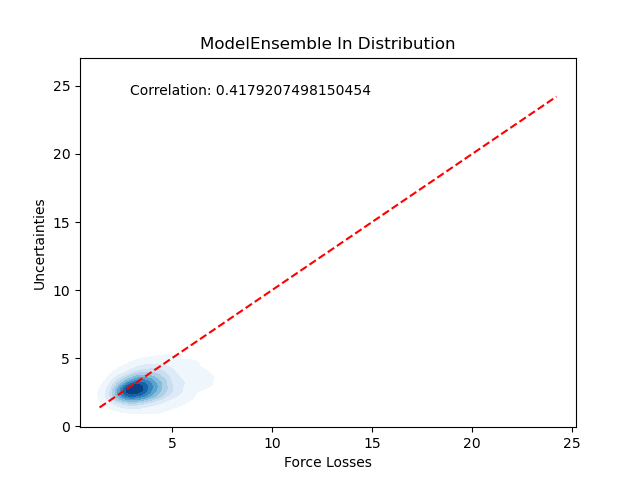 ModelEnsemble In Distribution
Correlation: 0.4179207498150454
25
20
15
10
5
0
Uncertainties
5 10 15 20 25
Force Losses